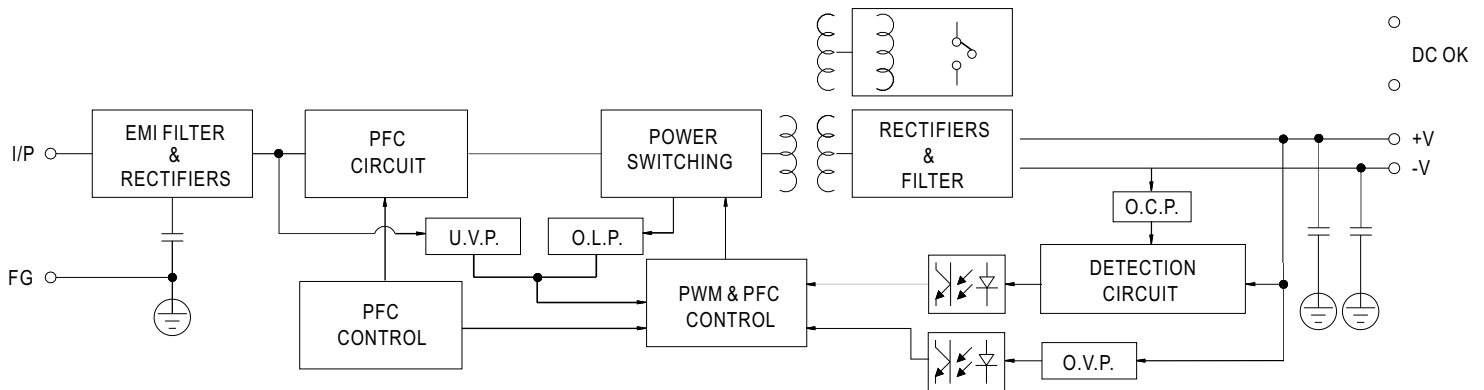 DC OK
I/P
EMI FILTER
&
RECTIFIERS
PFC
CIRCUIT
POWER
SWITCHING
RECTIFIERS
&
FILTER
+V
-V
U.V.P.
O.L.P.
O.C.P.
FG
PFC
CONTROL
PWM & PFC
CONTROL
DETECTION
CIRCUIT
O.V.P.